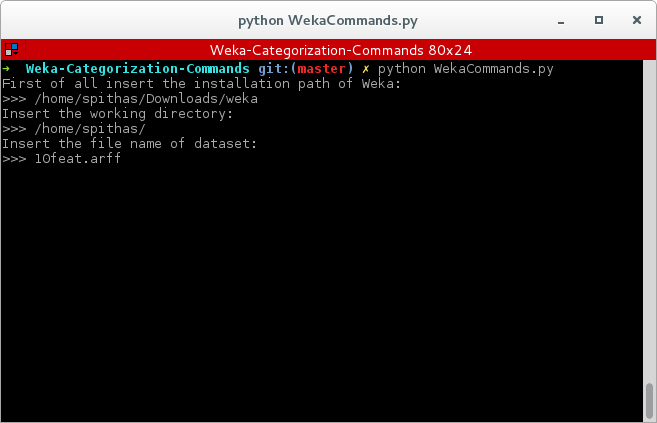 python WekaCommands.py
Weka-Categorization-Commands 80x24
➜  Weka-Categorization-Commands git:(master) ✗ python WekaCommands.py
First of all insert the installation path of Weka:
>>> /home/spithas/Downloads/weka
Insert the working directory:
>>> /home/spithas/
Insert the file name of dataset:
>>> 10feat.arff